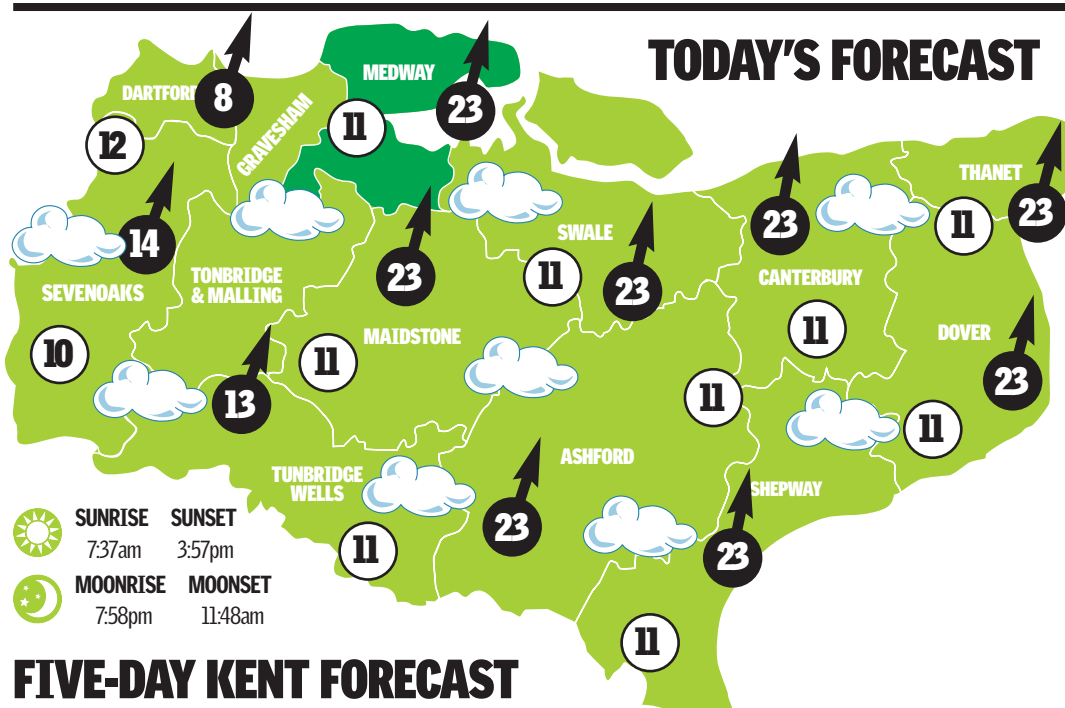 TODAY'S FORECAST
MEDWAY
DARTFORD
8
23
GRAVESHAM
11
12
THANET
23
23
11
14
SWALE
23
11
23
CANTERBURY
SEVENOAKS
TONBRIDGE
& MALLING
11
DOVER
MAIDSTONE
10
11
23
13
11
11
ASHFORD
TUNBRIDGE
WELLS
SHEPWAY
23
11
23
SUNRISE SUNSET
7:37am 3:57pm
MOONRISE MOONSET
7:58pm 11:48am
11
FIVE-DAY KENT FORECAST